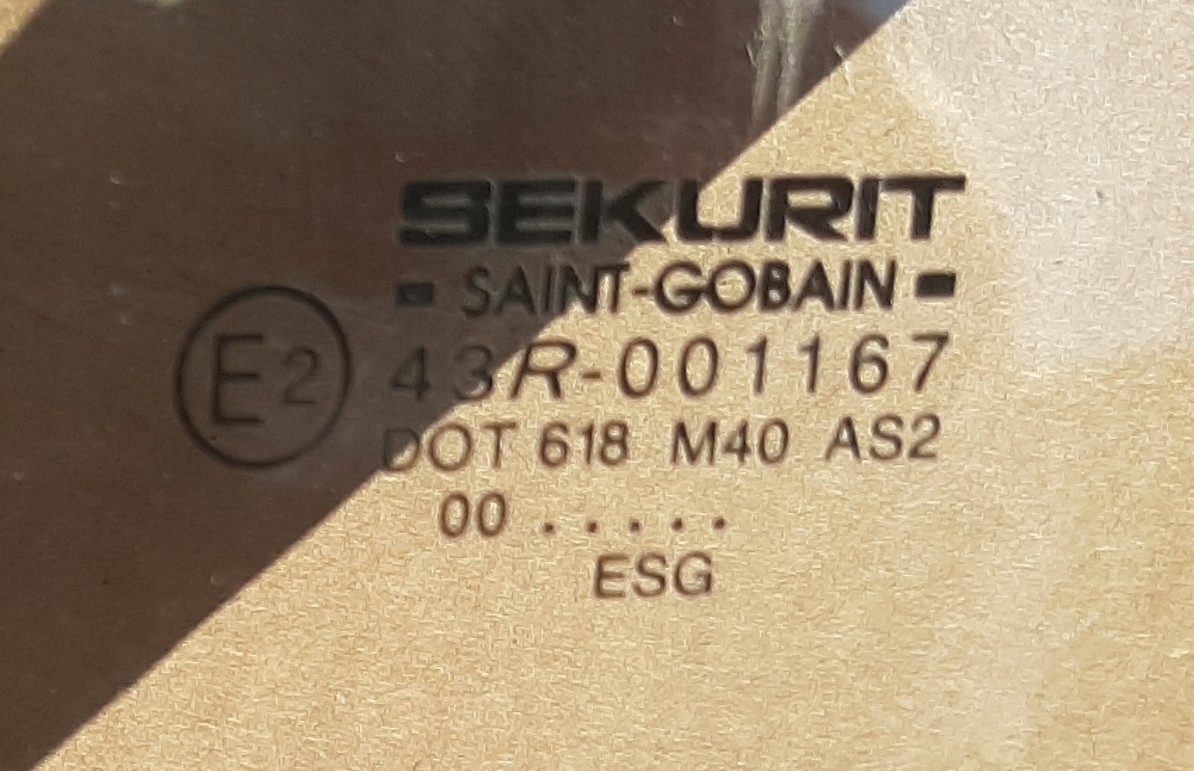 SEKURIT
- SAINT-GOBAIN -
E2 43R-001167
DOT 618 M40 AS2
00 . . . . .
ESG